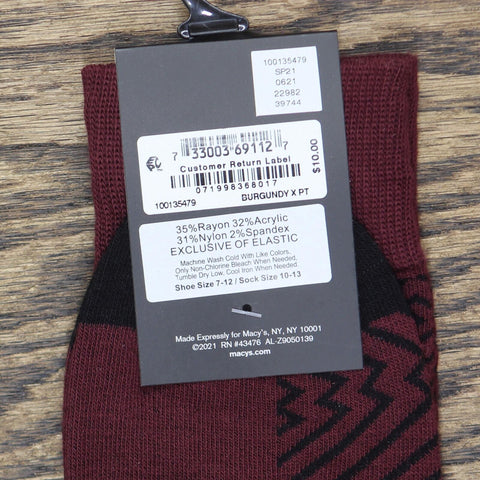 100135479
SP21
0621
22982
39744
7 33003 69112 7
Customer Return Label
071998368017
100135479
BURGUNDY X PT
$10.00
35%Rayon 32%Acrylic
31%Nylon 2%Spandex
EXCLUSIVE OF ELASTIC
Machine Wash Cold With Like Colors,
Only Non-Chlorine Bleach When Needed,
Tumble Dry Low, Cool Iron When Needed.
Shoe Size 7-12 / Sock Size 10-13
Made Expressly for Macy's, NY, NY 10001
©2021 RN #43476 AL-Z9050139
macys.com